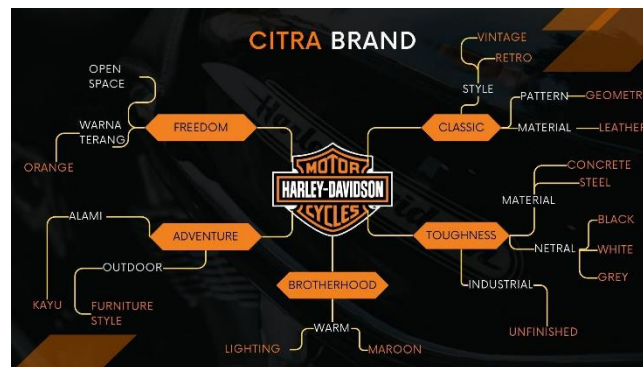 CITRA BRAND
OPEN
SPACE
WARNA
TERANG
ORANGE
FREEDOM
ALAMI
KAYU
ADVENTURE
OUTDOOR
FURNITURE
STYLE
MOTOR
HARLEY-DAVIDSON
CYCLES
BROTHERHOOD
WARM
LIGHTING
MAROON
VINTAGE
RETRO
STYLE
CLASSIC
PATTERN
GEOMETR
MATERIAL
LEATHER
CONCRETE
STEEL
MATERIAL
TOUGHNESS
NETRAL
BLACK
WHITE
GREY
INDUSTRIAL
UNFINISHED